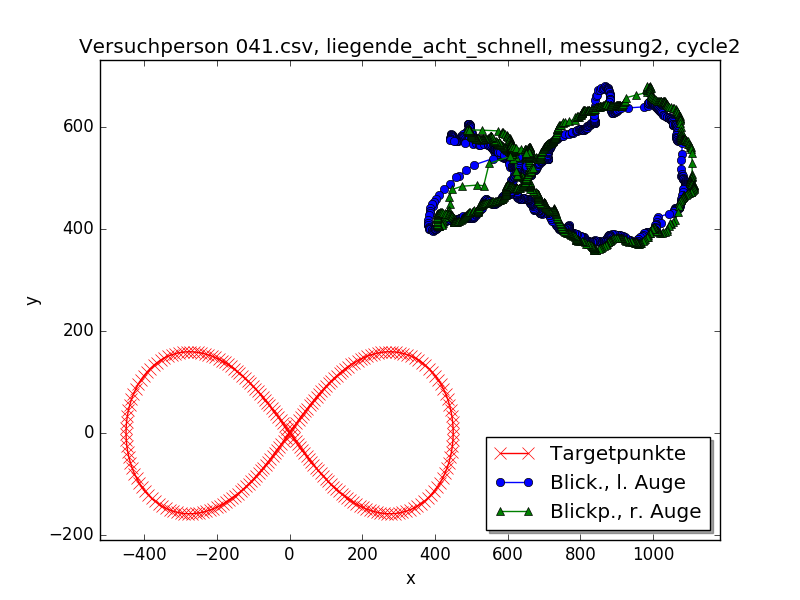 Versuchperson 041.csv, liegende_acht_schnell, messung2, cycle2
600
400
200
0
−200
y
−400
−200
0
200
400
600
800
1000
x
Targetpunkte
Blick., l. Auge
Blickp., r. Auge